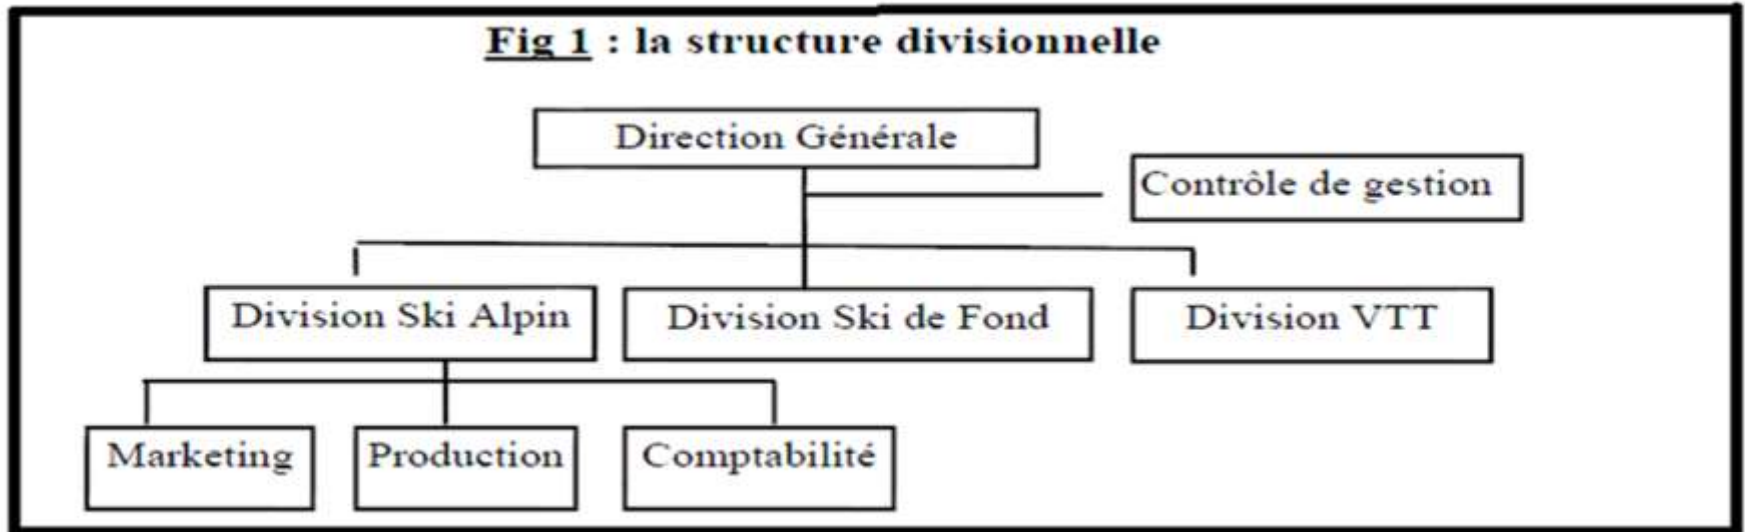 Fig 1 : la structure divisionnelle
Direction Générale
Contrôle de gestion
Division Ski Alpin
Division Ski de Fond
Division VTT
Marketing
Production
Comptabilité